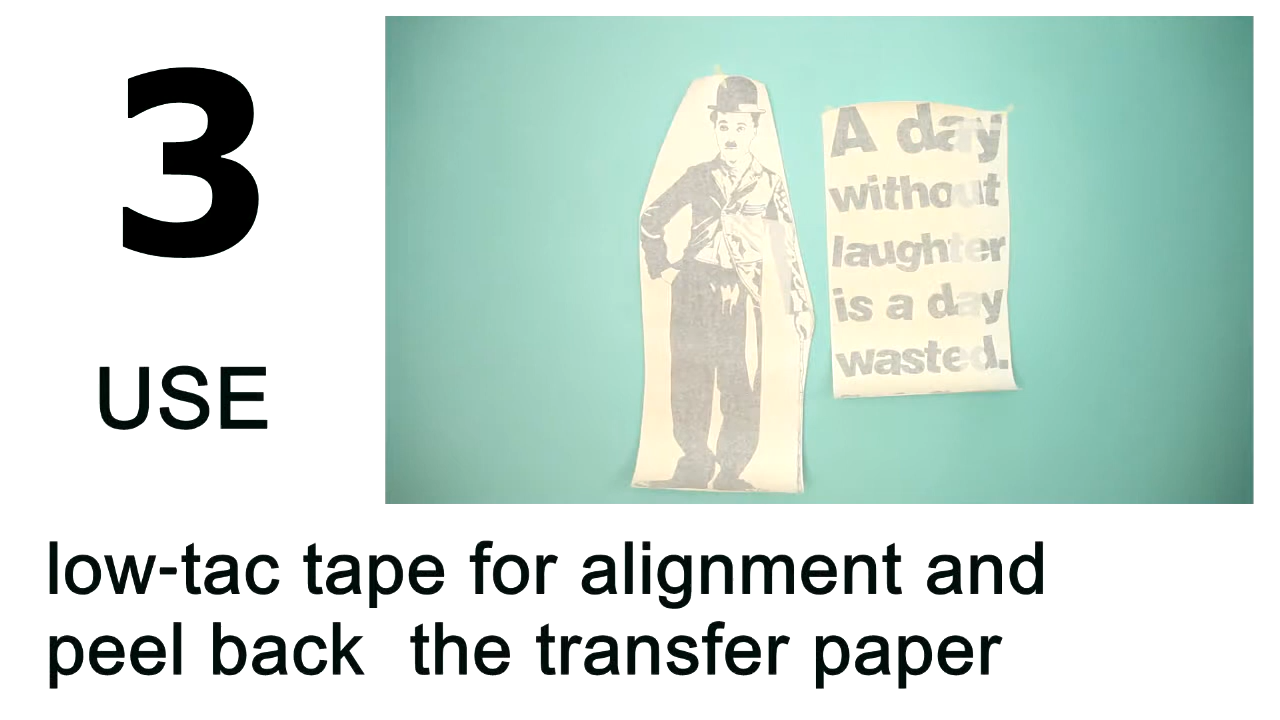 3
USE
A day
without
laughter
is a day
wasted.
low-tac tape for alignment and
peel back  the transfer paper